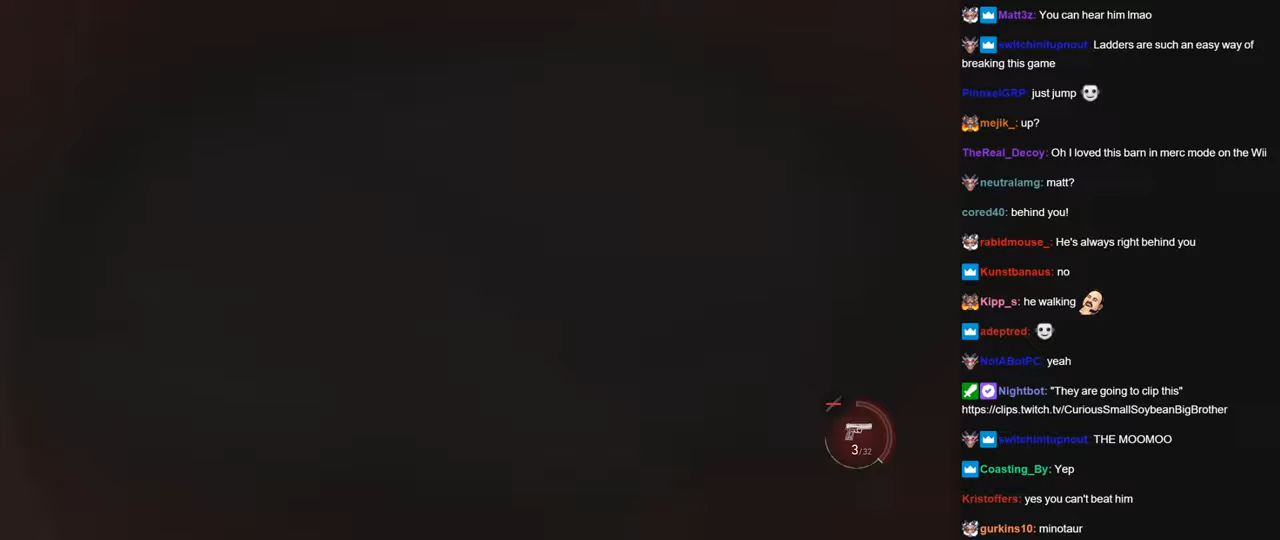 Matt3z: You can hear him lmao
switchinitupnout Ladders are such an easy way of
breaking this game
PinnxelGRP: just jump
mejik_: up?
TheReal_Decoy: Oh I loved this barn in merc mode on the Wii
neutralamg: matt?
cored40: behind you!
rabidmouse_: He's always right behind you
Kunstbanaus: no
Kipp_s: he walking
adeptred:
NotABotPC: yeah
Nightbot: "They are going to clip this"
https://clips.twitch.tv/CuriousSmallSoybeanBigBrother
switchinitupnout THE MOOMOO
Coasting_By: Yep
Kristoffers: yes you can't beat him
gurkins10: minotaur
3/32